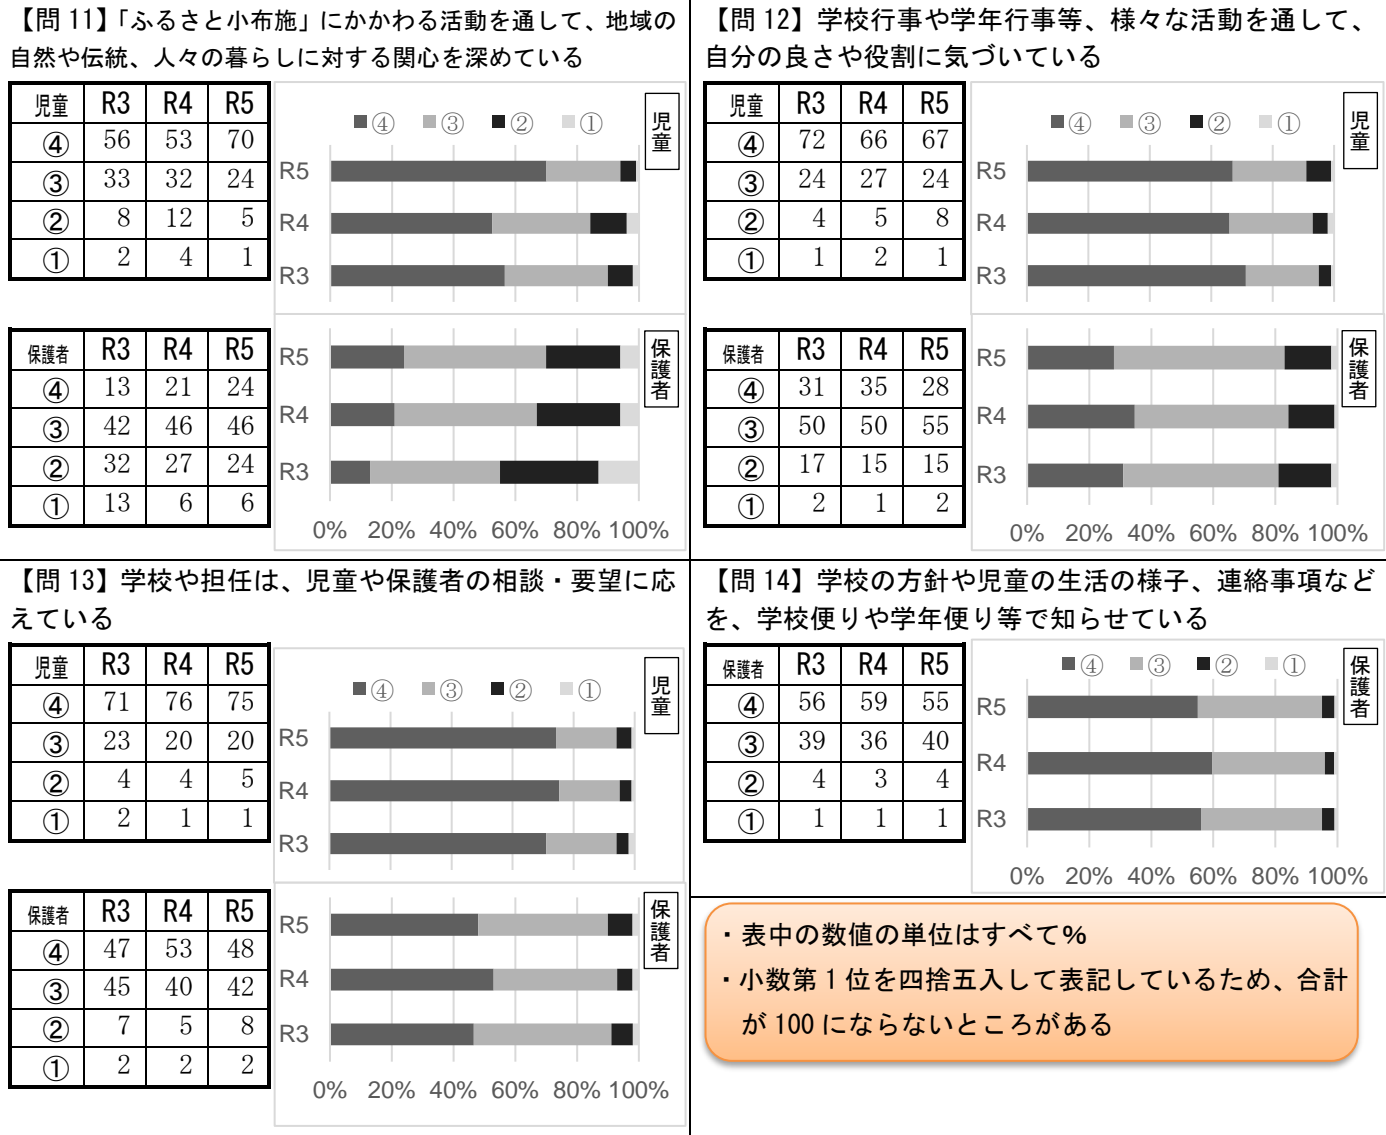 【問 11】「ふるさと小布施」にかかわる活動を通して、地域の
自然や伝統、人々の暮らしに対する関心を深めている
児童 R3 R4 R5
④ 56 53 70
③ 33 32 24
② 8 12 5
① 2 4 1
④ ③ ② ①
児童
R5
R4
R3
保護者 R3 R4 R5
④ 13 21 24
③ 42 46 46
② 32 27 24
① 13 6 6
保護者
R5
R4
R3
0% 20% 40% 60% 80% 100%
【問 12】学校行事や学年行事等、様々な活動を通して、
自分の良さや役割に気づいている
児童 R3 R4 R5
④ 72 66 67
③ 24 27 24
② 4 5 8
① 1 2 1
④ ③ ② ①
児童
R5
R4
R3
保護者 R3 R4 R5
④ 31 35 28
③ 50 50 55
② 17 15 15
① 2 1 2
保護者
R5
R4
R3
0% 20% 40% 60% 80% 100%
【問 13】学校や担任は、児童や保護者の相談・要望に応
えている
児童 R3 R4 R5
④ 71 76 75
③ 23 20 20
② 4 4 5
① 2 1 1
④ ③ ② ①
児童
R5
R4
R3
保護者 R3 R4 R5
④ 47 53 48
③ 45 40 42
② 7 5 8
① 2 2 2
保護者
R5
R4
R3
0% 20% 40% 60% 80% 100%
【問 14】学校の方針や児童の生活の様子、連絡事項など
を、学校便りや学年便り等で知らせている
保護者 R3 R4 R5
④ 56 59 55
③ 39 36 40
② 4 3 4
① 1 1 1
④ ③ ② ①
保護者
R5
R4
R3
0% 20% 40% 60% 80% 100%
・表中の数値の単位はすべて%
・小数第1位を四捨五入して表記しているため、合計
が 100 にならないところがある